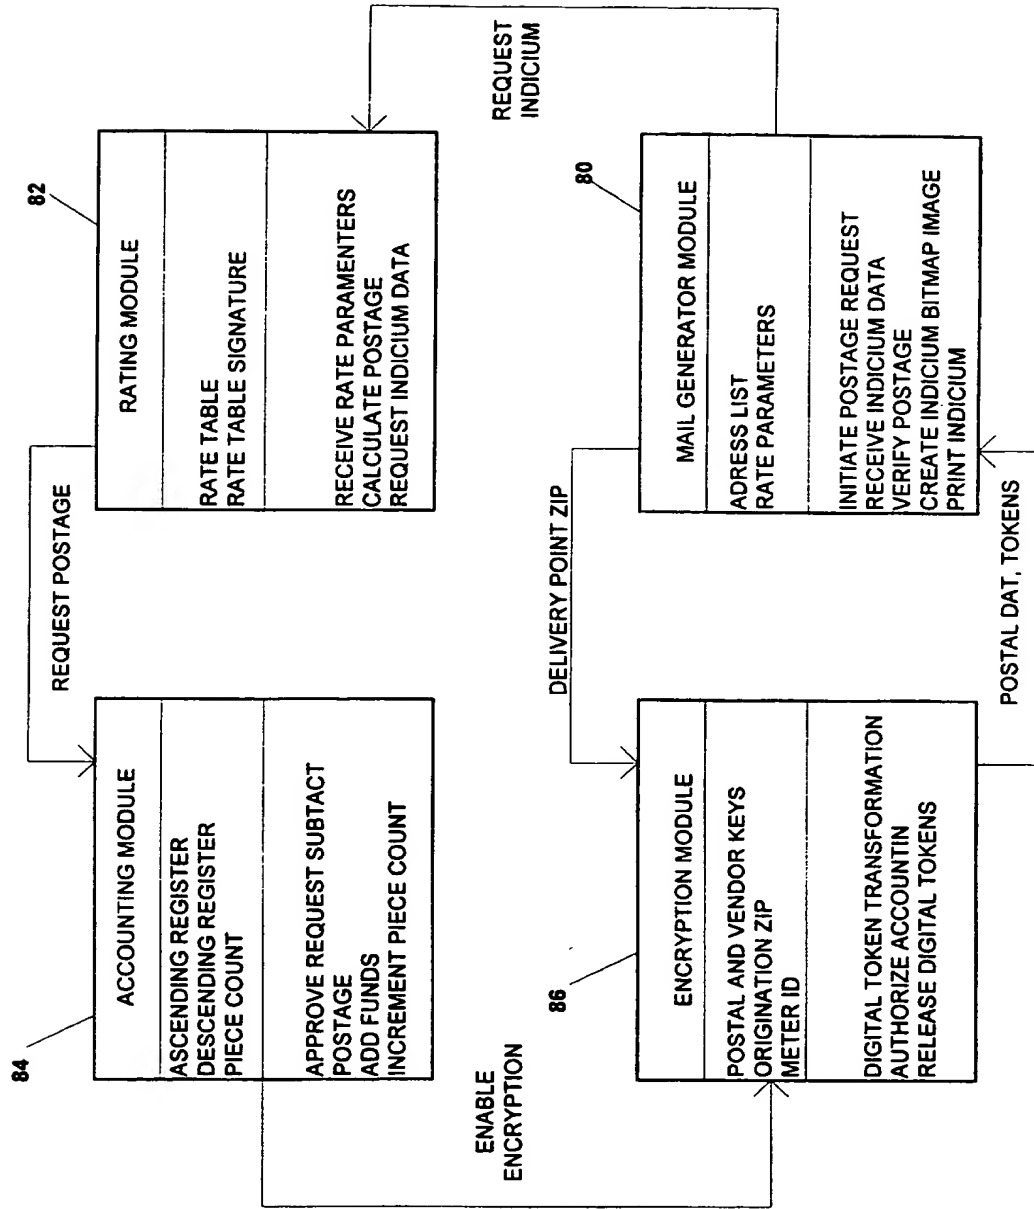 REQUEST POSTAGE
84
82
ACCOUNTING MODULE
ASCENDING REGISTER
DESCENDING REGISTER
PIECE COUNT
APPROVE REQUEST SUBTACT
POSTAGE
ADD FUNDS
INCREMENT PIECE COUNT
RATING MODULE
RATE TABLE
RATE TABLE SIGNATURE
RECEIVE RATE PARAMENTERS
CALCULATE POSTAGE
REQUEST INDICIUM DATA
ENABLE
ENCRYPTION
DELIVERY POINT ZIP
REQUEST
INDICIUM
86
80
ENCRYPTION MODULE
POSTAL AND VENDOR KEYS
ORIGINATION ZIP
METER ID
DIGITAL TOKEN TRANSFORMATION
AUTHORIZE ACCOUNTIN
RELEASE DIGITAL TOKENS
MAIL GENERATOR MODULE
ADRESS LIST
RATE PARAMETERS
INITIATE POSTAGE REQUEST
RECEIVE INDICIUM DATA
VERIFY POSTAGE
CREATE INDICIUM BITMAP IMAGE
PRINT INDICIUM
POSTAL DAT, TOKENS